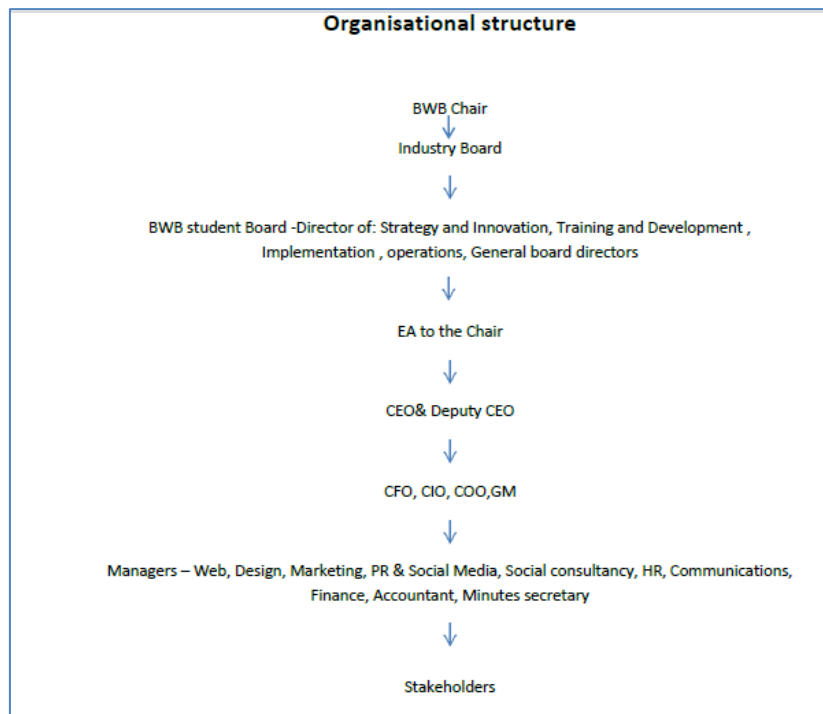 Organisational structure
BWB Chair
Industry Board
BWB student Board -Director of: Strategy and Innovation, Training and Development ,
Implementation , operations, General board directors
EA to the Chair
CEO& Deputy CEO
CFO, CIO, COO,GM
Managers – Web, Design, Marketing, PR & Social Media, Social consultancy, HR, Communications,
Finance, Accountant, Minutes secretary
Stakeholders